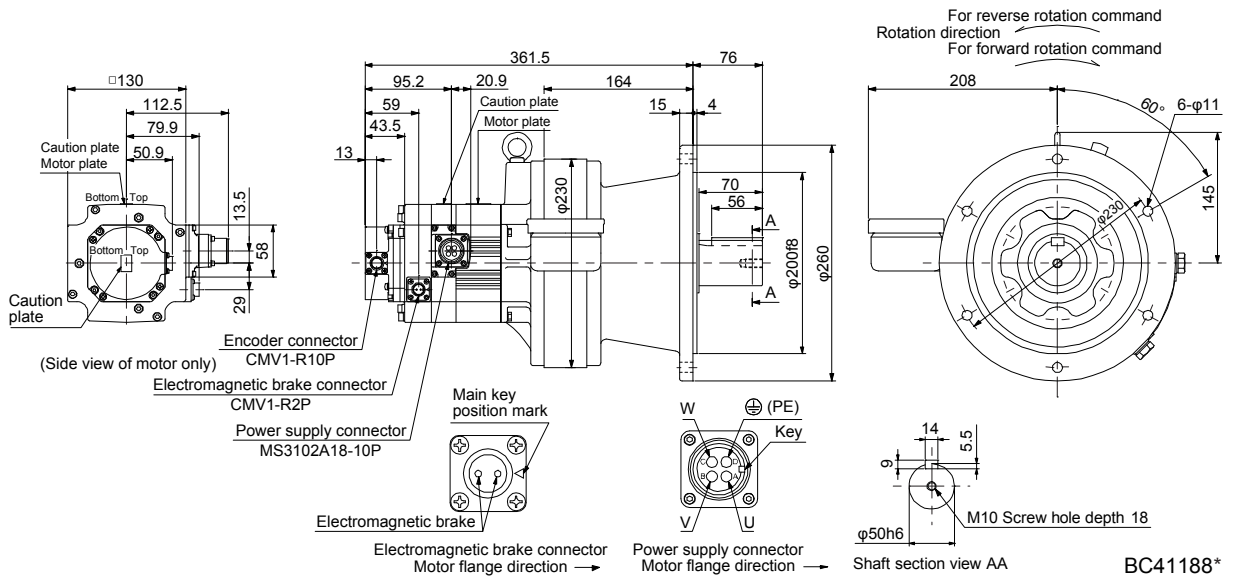 For reverse rotation command
Rotation direction
For forward rotation command
361.5
76
□130
95.2
20.9
164
208
112.5
59
Caution plate
15
4
60°
6-φ11
79.9
43.5
Motor plate
50.9
13
Caution plate
Motor plate
Bottom Top
13.5
58
29
Bottom Top
Caution
plate
(Side view of motor only)
φ230
70
56
A
A
φ200f8
φ260
φ230
145
Encoder connector
CMV1-R10P
Electromagnetic brake connector
CMV1-R2P
Power supply connector
MS3102A18-10P
Main key
position mark
Electromagnetic brake
Electromagnetic brake connector
Motor flange direction
W
(PE)
Key
C
D
B
A
V
U
Power supply connector
Motor flange direction
14
5.5
9
M10 Screw hole depth 18
φ50h6
Shaft section view AA
BC41188*